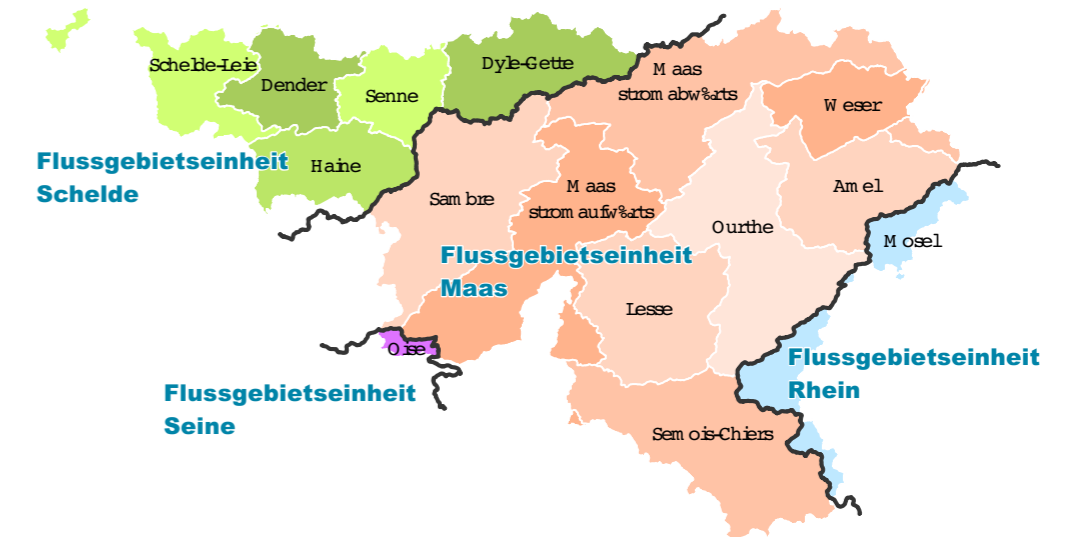 Schelde-Leie
Dender
Senne
Dyle-Gette
Maas
stromabw‰rts
Weser
Flussgebietseinheit
Schelde
Haine
Sambre
Maas
stromaufw‰rts
Amel
Ourthe
Mosel
Flussgebietseinheit
Maas
Lesse
Oise
Flussgebietseinheit
Rhein
Flussgebietseinheit
Seine
Semois-Chiers